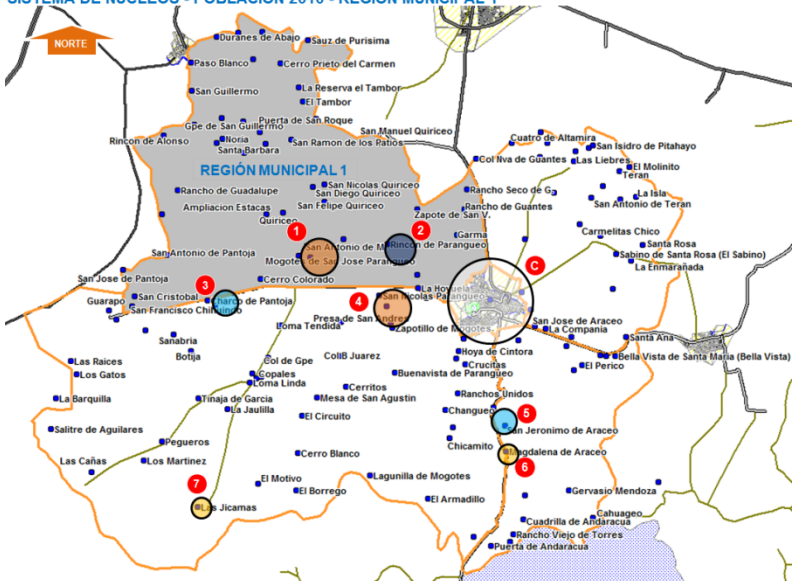 SISTEMA DE NÚCLEOS - POBLACIÓN 2010 - REGIÓN MUNICIPAL 1
NORTE
Duranes de Abajo
Sauz de Purisima
Paso Blanco
Cerro Prieto del Carmen
San Guillermo
La Reserva el Tambor
El Tambor
Gpe de San Guillermo
Puerta de San Roque
Rincon de Alonso
Noria
San Ramon de los Patios
San Manuel Quiriceo
Santa Barbara
Cuatro de Altamira
San Isidro de Pitahayo
Col Nva de Guantes
Las Liebres
El Molinito
Teran
REGIÓN MUNICIPAL 1
Rancho de Guadalupe
San Nicolas Quiriceo
San Diego Quiriceo
Rancho Seco de G
La Isla
San Antonio de Teran
Ampliacion Estacas
San Felipe Quiriceo
Zapote de San V.
Rancho de Guantes
Quiriceo
Carmelitas Chico
1
2
Garma
Santa Rosa
San Antonio de Pantoja
San Antonio de M
Rincon de Parangueo
Sabino de Santa Rosa (El Sabino)
Mogotes de San Jose Parangueo
C
La Enmarañada
San Jose de Pantoja
3
Cerro Colorado
La Hoyuela
San Cristobal
Charco de Pantoja
4
San Nicolas Parangueo
Guarapo
San Francisco Chihuindo
Presa de San Andres
Loma Tendida
Zapotillo de Mogotes
San Jose de Araceo
La Compania
Sanabria
Santa Ana
Botija
Col de Gpe
ColiB Juarez
Hoya de Cintora
Las Raices
Crucitas
Bella Vista de Santa Maria (Bella Vista)
El Perico
Los Gatos
Copales
Loma Linda
Cerritos
Buenavista de Parangueo
La Barquilla
Tinaja de Garcia
Mesa de San Agustin
Ranchos Unidos
La Jaulilla
Changueo
5
Salitre de Aguilares
El Circuito
San Jeronimo de Araceo
Pegueros
Chicamito
Magdalena de Araceo
Las Cañas
Los Martinez
Cerro Blanco
6
7
El Motivo
Lagunilla de Mogotes
El Borrego
Gervasio Mendoza
Las Jicamas
El Armadillo
Cahuageo
Cuadrilla de Andaracua
Rancho Viejo de Torres
Puerta de Andaracua